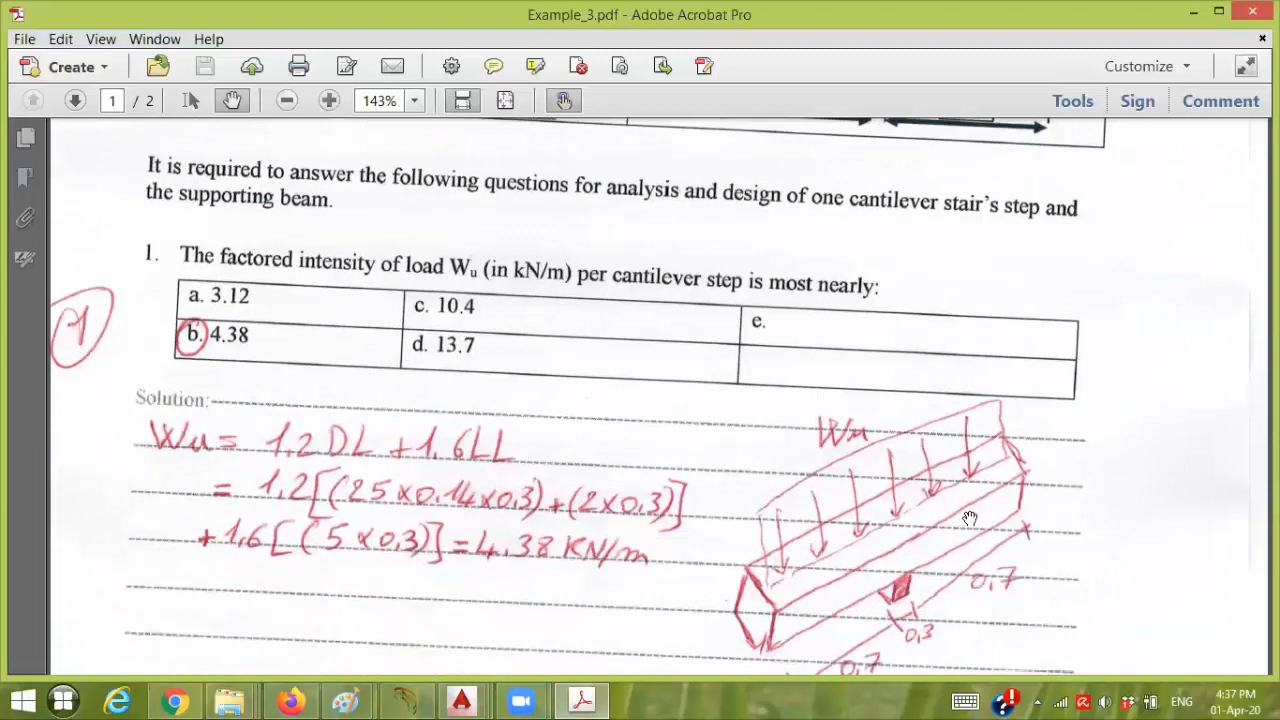 Example_3.pdf - Adobe Acrobat Pro
File Edit View Window Help
Create Customize
1 / 2 143% Tools Sign Comment
It is required to answer the following questions for analysis and design of one cantilever stair's step and
the supporting beam.
1. The factored intensity of load Wu (in kN/m) per cantilever step is most nearly:
a. 3.12 c. 10.4 e.
b. 4.38 d. 13.7
1
Solution:
Wu = 1.2 DL + 1.6 LL
= 1.2[(25×0.14×0.3)+(2×0.3)]
+ 1.6[(5×0.3)] = 4.38 KN/m
Wu
0.7
0.3
0.7
ENG
4:37 PM
01-Apr-20